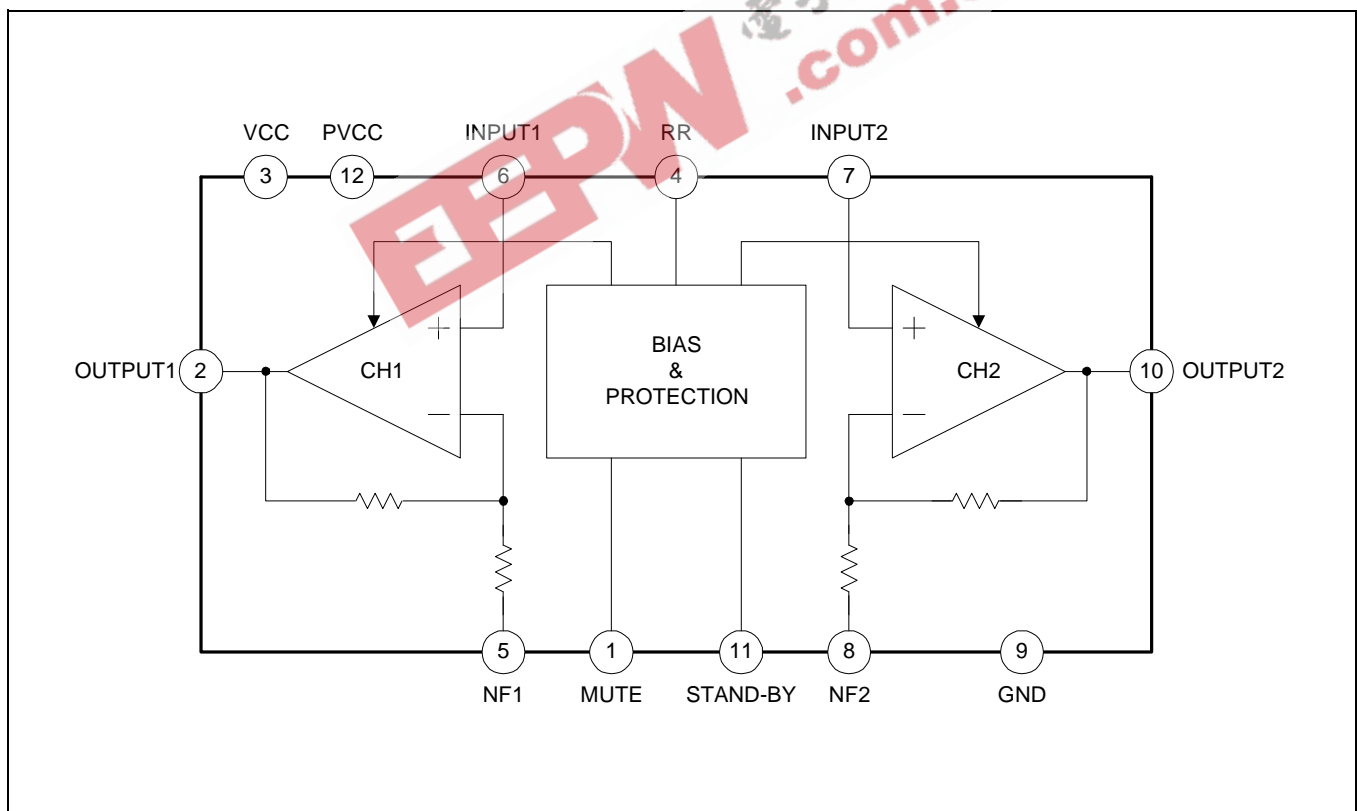 .com.
EEPW
VCC PVCC INPUT1 RR INPUT2
3 12 6 4 7
+ +
BIAS
&
PROTECTION
OUTPUT1 2 CH1 CH2 10 OUTPUT2
− −
5 1 11 8 9
NF1 MUTE STAND-BY NF2 GND